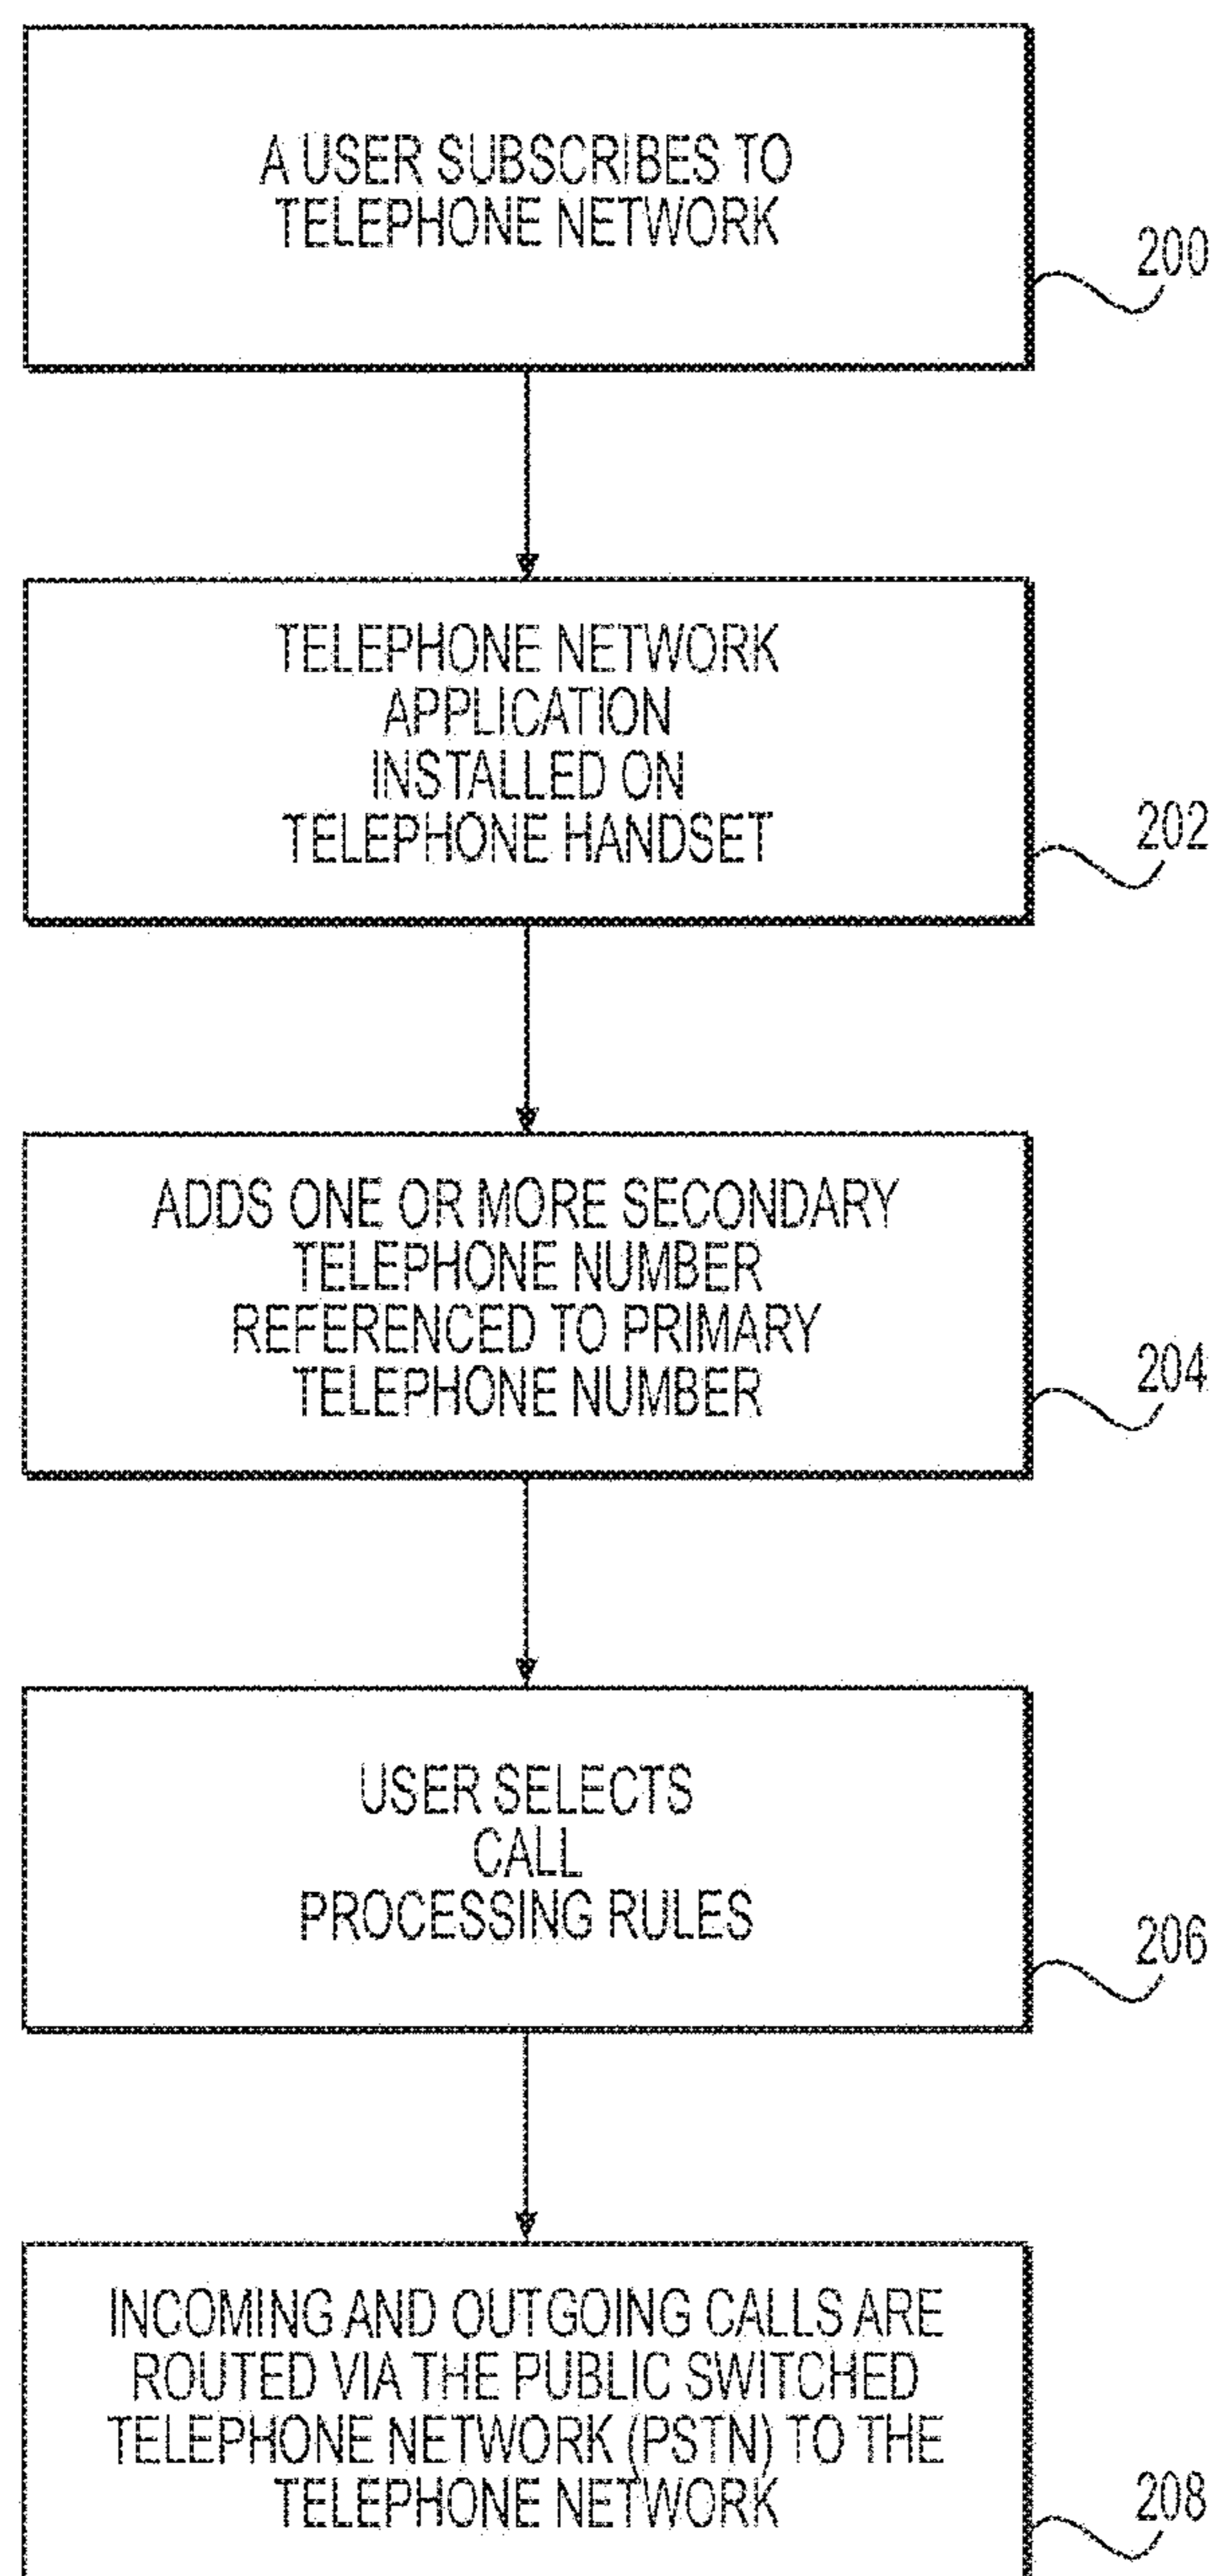 A USER SUBSCRIBES TO
TELEPHONE NETWORK
200
TELEPHONE NETWORK
APPLICATION
INSTALLED ON
TELEPHONE HANDSET
202
ADDS ONE OR MORE SECONDARY
TELEPHONE NUMBER
REFERENCED TO PRIMARY
TELEPHONE NUMBER
204
USER SELECTS
CALL
PROCESSING RULES
206
INCOMING AND OUTGOING CALLS ARE
ROUTED VIA THE PUBLIC SWITCHED
TELEPHONE NETWORK (PSTN) TO THE
TELEPHONE NETWORK
208